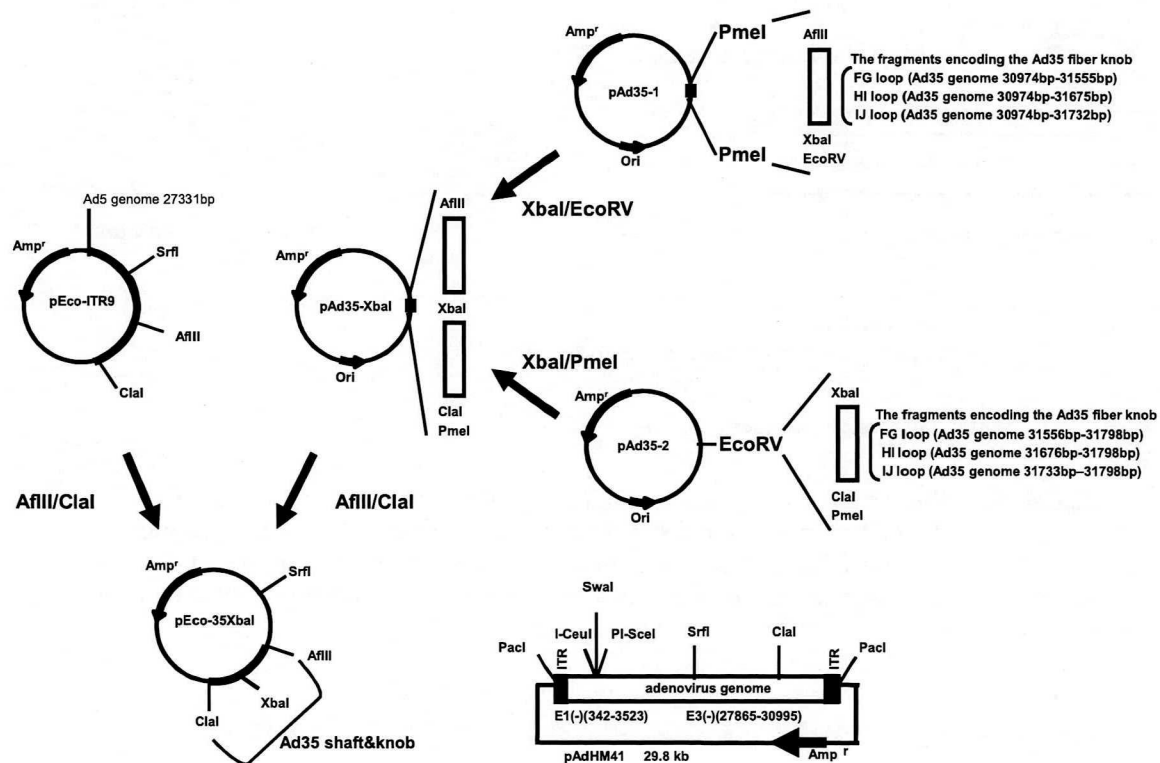 PmeI
Amp^r
pAd35-1
Ori
PmeI
AflII
XbaI
EcoRV
The fragments encoding the Ad35 fiber knob
FG loop (Ad35 genome 30974bp-31555bp)
HI loop (Ad35 genome 30974bp-31675bp)
IJ loop (Ad35 genome 30974bp-31732bp)
XbaI/EcoRV
Ad5 genome 27331bp
Amp^r
SrfI
pEco-ITR9
AflII
ClaI
Amp^r
pAd35-XbaI
Ori
AflII
XbaI
ClaI
PmeI
XbaI/PmeI
Amp^r
pAd35-2
EcoRV
Ori
XbaI
ClaI
PmeI
The fragments encoding the Ad35 fiber knob
FG loop (Ad35 genome 31556bp-31798bp)
HI loop (Ad35 genome 31676bp-31798bp)
IJ loop (Ad35 genome 31733bp–31798bp)
AflII/ClaI
AflII/ClaI
Amp^r
SrfI
pEco-35XbaI
AflII
XbaI
ClaI
Ad35 shaft&knob
SwaI
I-CeuI
PI-SceI
SrfI
ClaI
PacI
ITR
ITR
PacI
adenovirus genome
E1(-)(342-3523)
E3(-)(27865-30995)
Amp^r
pAdHM41 29.8 kb